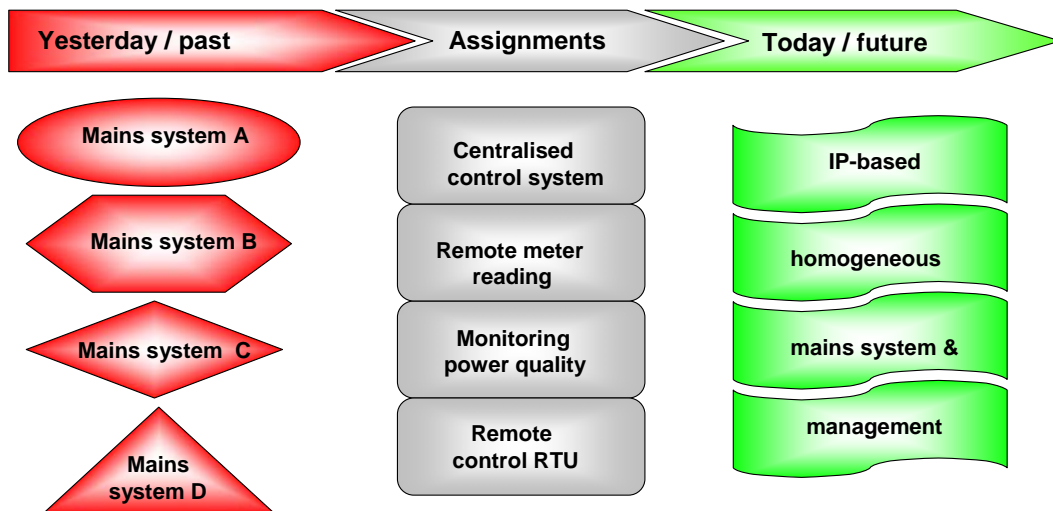 Yesterday / past
Assignments
Today / future
Mains system A
Mains system B
Mains system C
Mains
system D
Centralised
control system
Remote meter
reading
Monitoring
power quality
Remote
control RTU
IP-based
homogeneous
mains system &
management